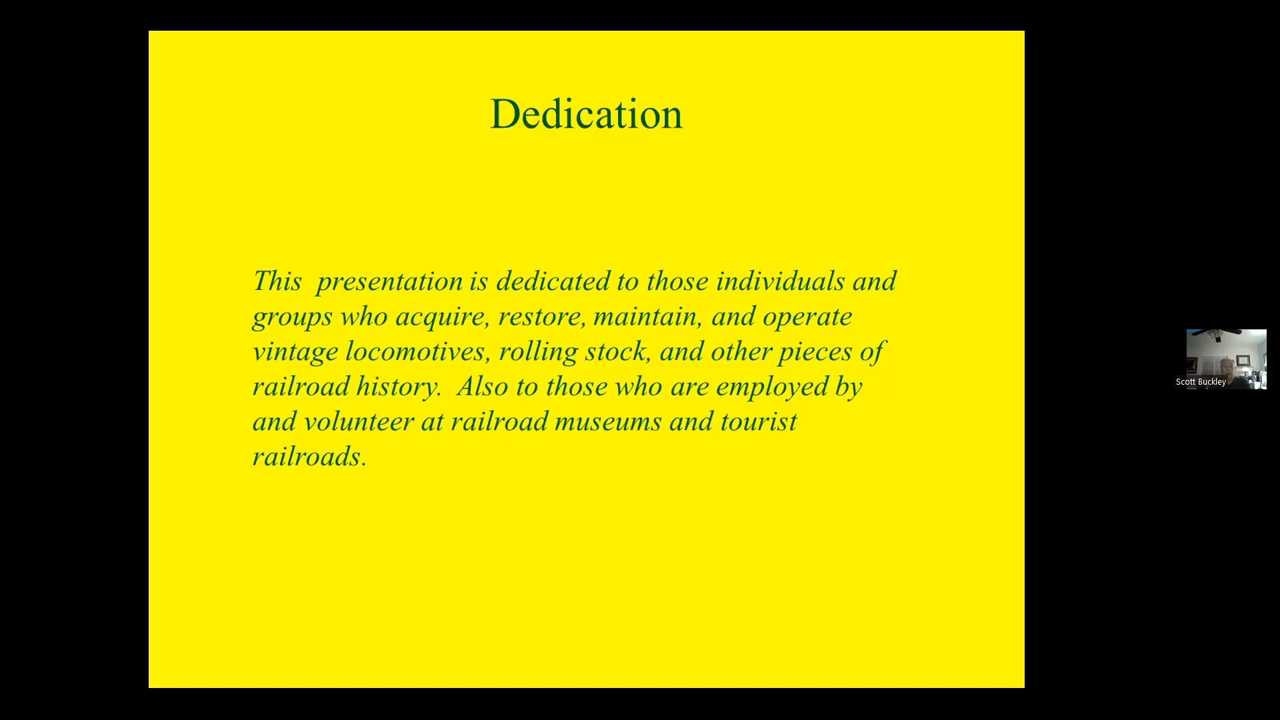 Dedication
This  presentation is dedicated to those individuals and
groups who acquire, restore, maintain, and operate
vintage locomotives, rolling stock, and other pieces of
railroad history.  Also to those who are employed by
and volunteer at railroad museums and tourist
railroads.
Scott Buckley